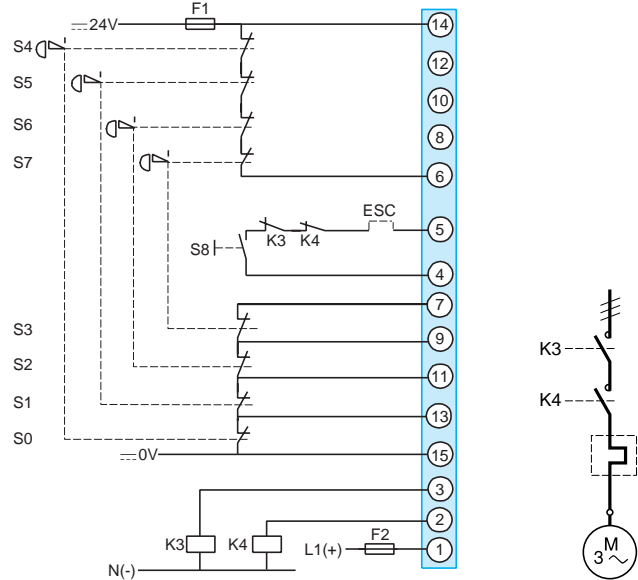 F1
24V
14
S4
12
S5
10
S6
8
S7
6
ESC
K3 K4
5
S8
4
7
S3
9
K3
S2
11
K4
S1
13
S0
0V
15
3
2
K3 K4
L1(+) F2
1
N(-)
M
3 ~